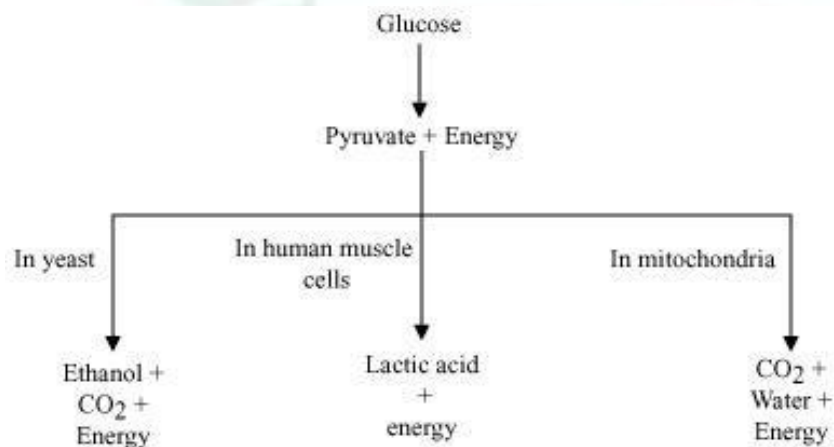 Glucose
Pyruvate + Energy
In yeast
In human muscle
cells
In mitochondria
Ethanol +
CO2 +
Energy
Lactic acid
+
energy
CO2 +
Water +
Energy